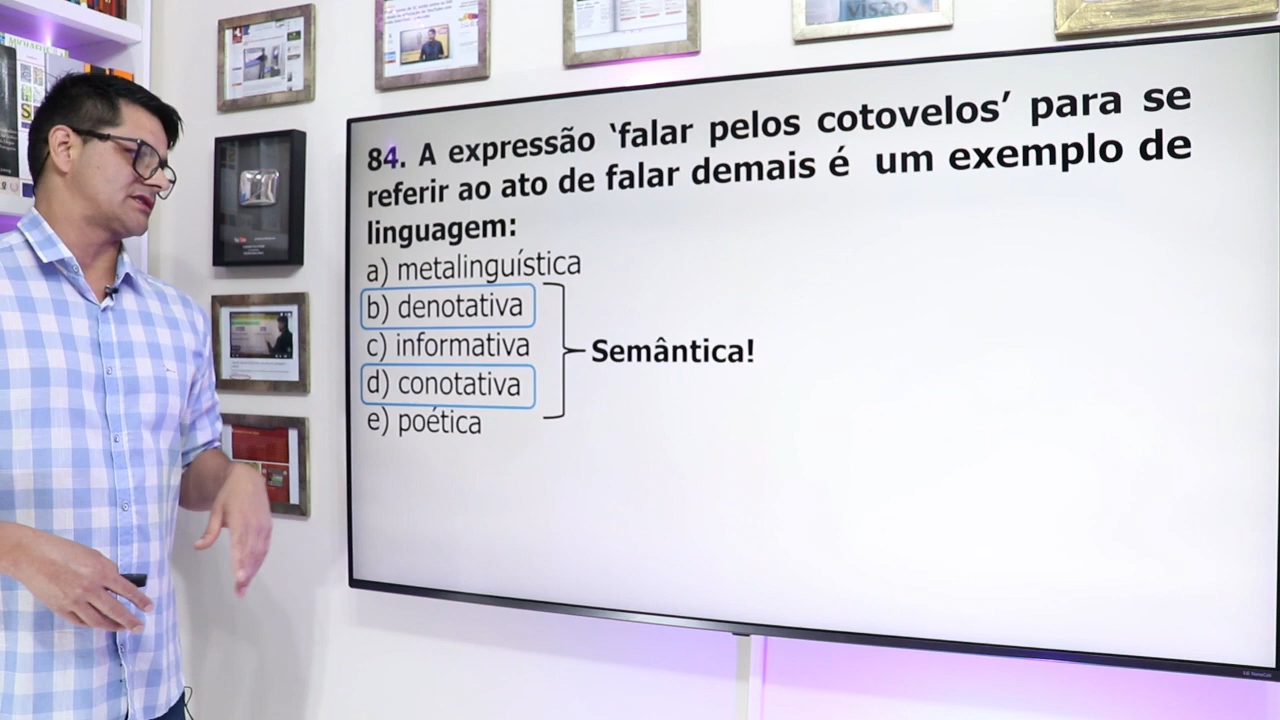 visão
84. A expressão ‘falar pelos cotovelos’ para se
referir ao ato de falar demais é um exemplo de
linguagem:
a) metalinguística
b) denotativa
c) informativa
d) conotativa
e) poética
Semântica!